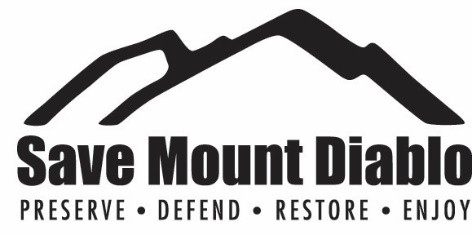 Save Mount Diablo
PRESERVE • DEFEND • RESTORE • ENJOY